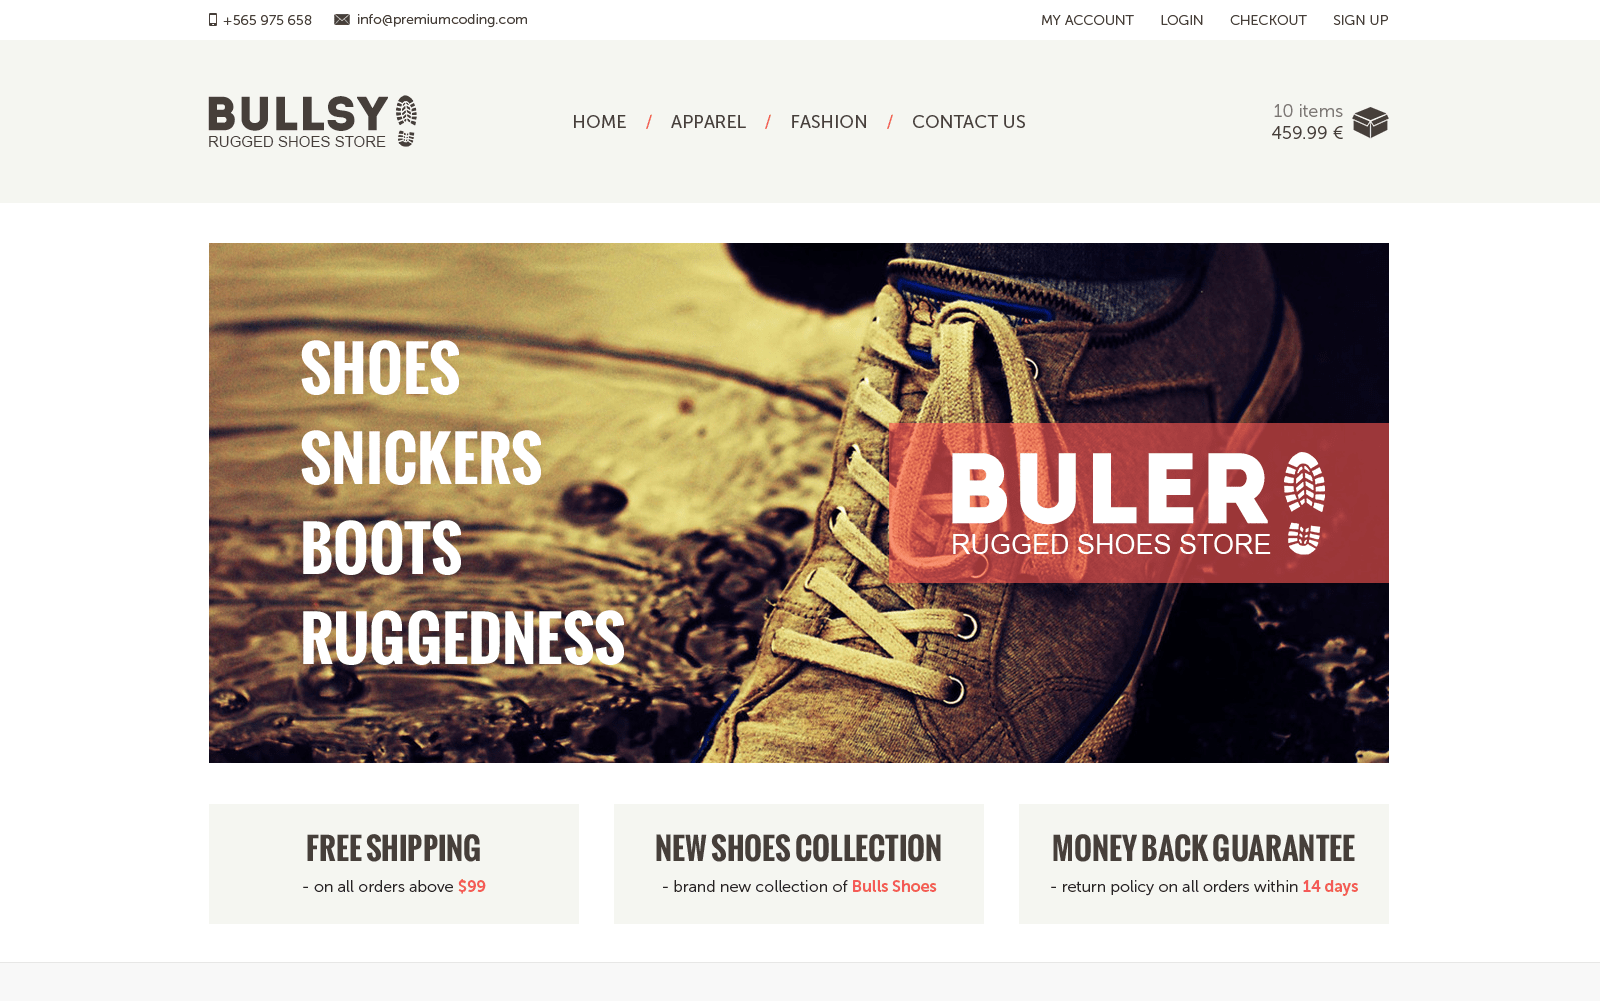 +565 975 658 info@premiumcoding.com MY ACCOUNT LOGIN CHECKOUT SIGN UP
BULLSY
RUGGED SHOES STORE
HOME / APPAREL / FASHION / CONTACT US
10 items
459.99 €
SHOES
SNICKERS
BOOTS
RUGGEDNESS
BULER
RUGGED SHOES STORE
FREE SHIPPING
- on all orders above $99
NEW SHOES COLLECTION
- brand new collection of Bulls Shoes
MONEY BACK GUARANTEE
- return policy on all orders within 14 days